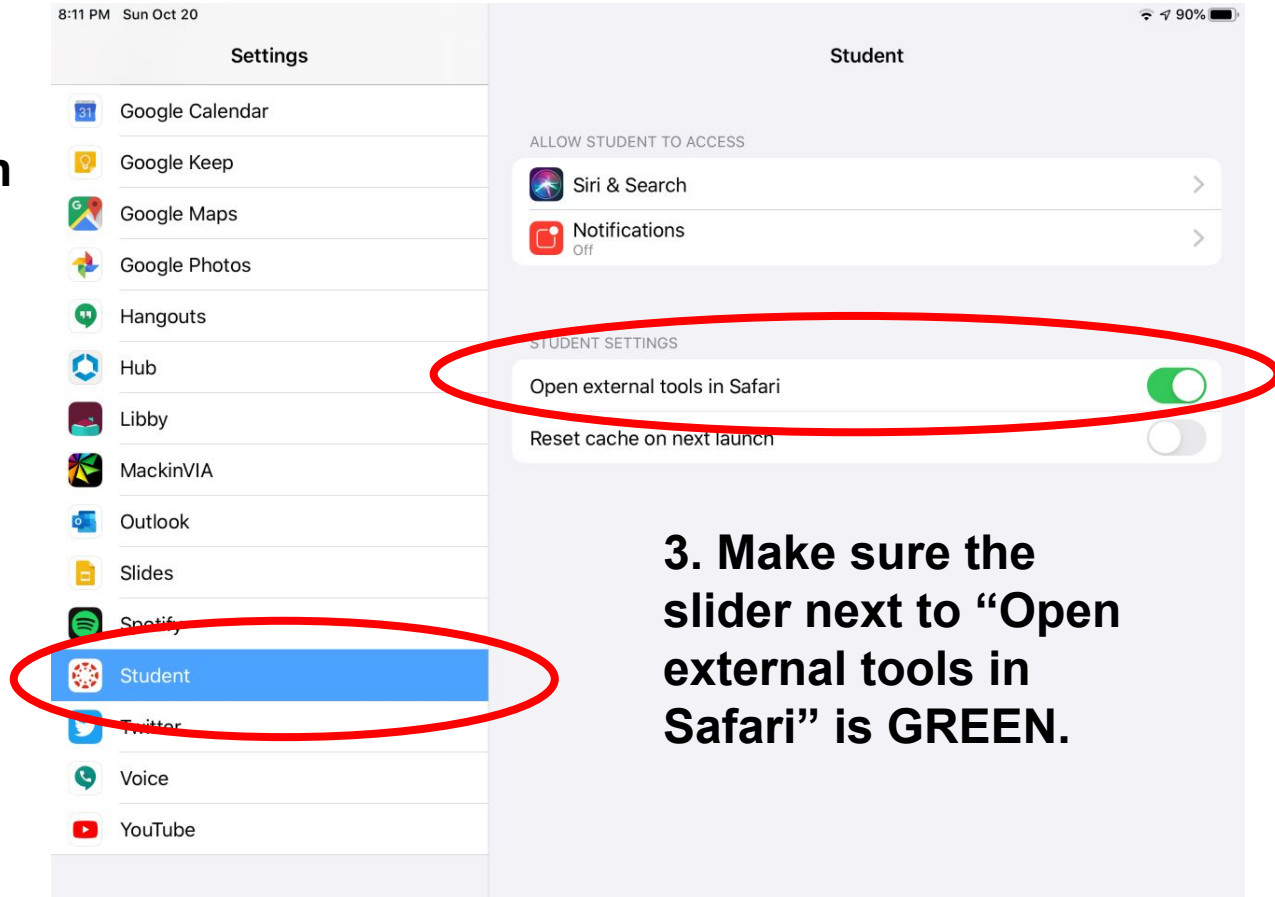 8:11 PM Sun Oct 20
90%
Settings
Google Calendar
Google Keep
Google Maps
Google Photos
Hangouts
Hub
Libby
MackinVIA
Outlook
Slides
Spotify
Student
Twitter
Voice
YouTube
Student
ALLOW STUDENT TO ACCESS
Siri & Search
Notifications
Off
STUDENT SETTINGS
Open external tools in Safari
Reset cache on next launch
3. Make sure the
slider next to “Open
external tools in
Safari” is GREEN.